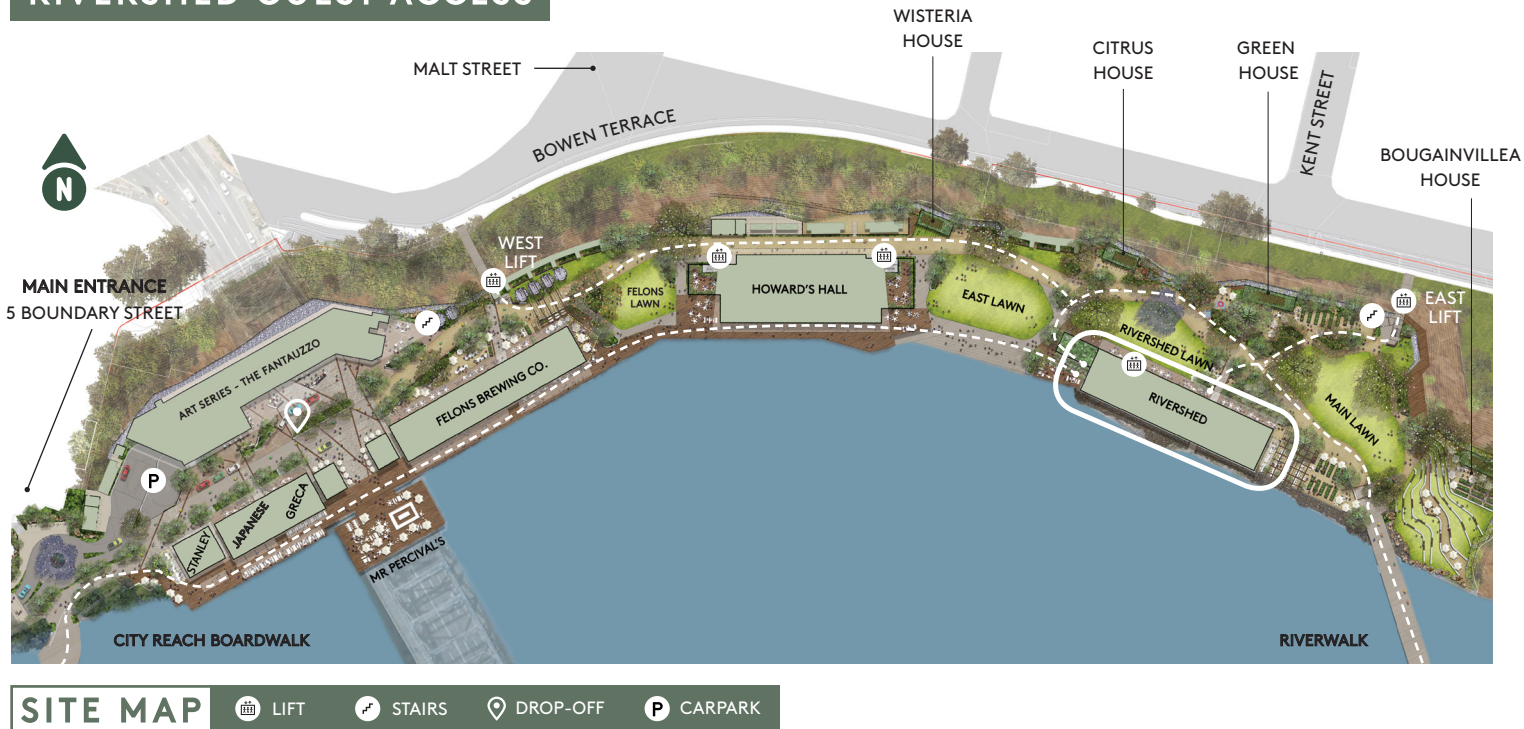 RIVERSHED GUEST ACCESS
WISTERIA
HOUSE
MALT STREET
CITRUS
HOUSE
GREEN
HOUSE
KENT STREET
BOWEN TERRACE
BOUGAINVILLEA
HOUSE
N
WEST
LIFT
MAIN ENTRANCE
5 BOUNDARY STREET
FELONS
LAWN
HOWARD'S HALL
EAST LAWN
EAST
LIFT
RIVERSHED LAWN
ART SERIES - THE FANTAUZZO
FELONS BREWING CO.
RIVERSHED
MAIN LAWN
P
STANLEY
JAPANESE
GRECA
MR PERCIVAL'S
CITY REACH BOARDWALK
RIVERWALK
SITE MAP
LIFT
STAIRS
DROP-OFF
P CARPARK